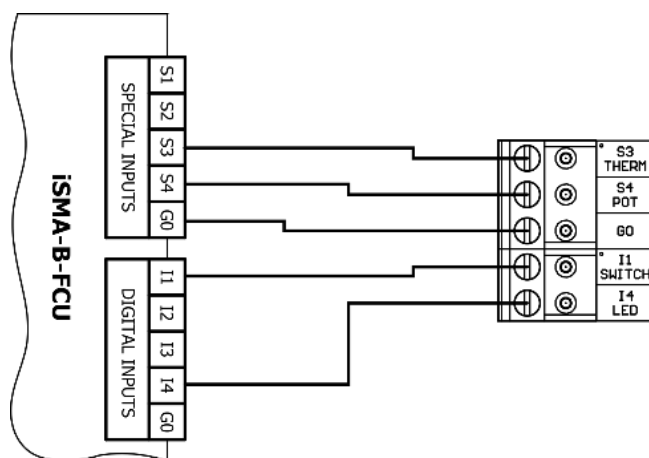 iSMA-B-FCU
SPECIAL INPUTS
S1
S2
S3
S4
G0
DIGITAL INPUTS
I1
I2
I3
I4
G0
S3
THERM
S4
POT
G0
I1
SWITCH
I4
LED